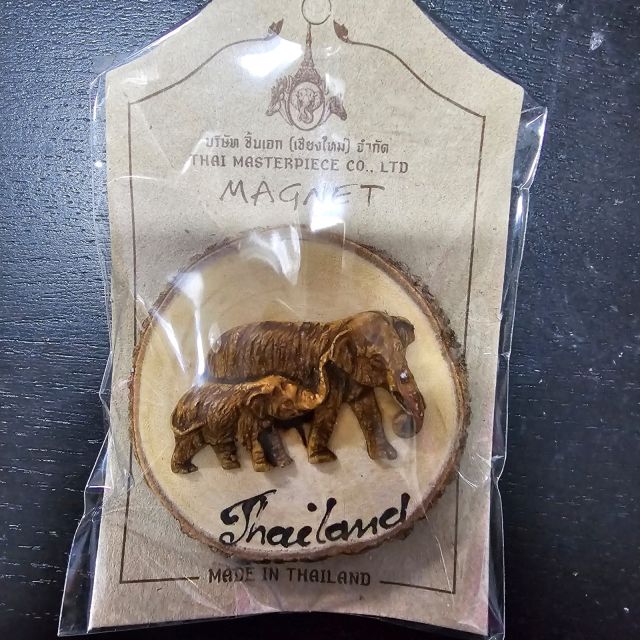 บริษัท ชิ้นเอก (เชียงใหม่) จำกัด
THAI MASTERPIECE CO., LTD
MAGNET
Thailand
MADE IN THAILAND